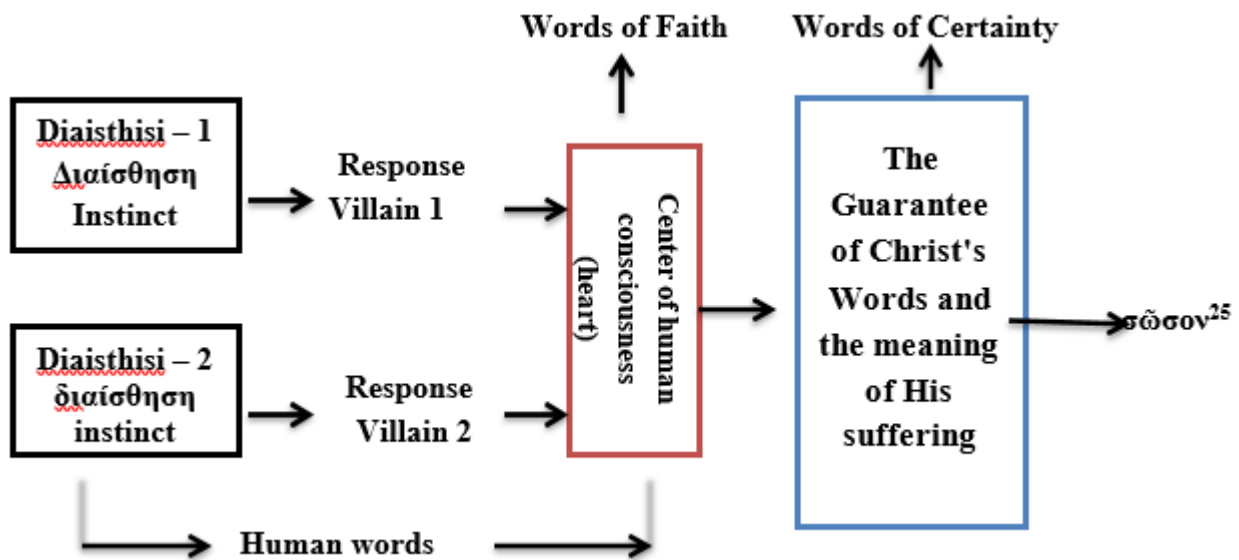 Words of Faith
Words of Certainty
Diaisthisi – 1
Διαίσθηση
Instinct
Response
Villain 1
Diaisthisi – 2
διαίσθηση
instinct
Response
Villain 2
Center of human
consciousness
(heart)
The
Guarantee
of Christ's
Words and
the meaning
of His
suffering
σῶσον²⁵
Human words